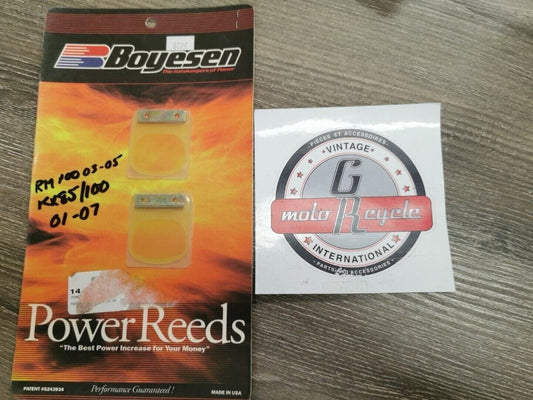 Boyesen
The Gatekeepers of Power
RM 100 03-05
KX85/100
01-07
14
Power Reeds
"The Best Power Increase for Your Money"
PATENT #5243934
Performance Guaranteed!
MADE IN USA
PIÈCES ET ACCESSOIRES
VINTAGE
G
moto R cycle
INTERNATIONAL
PARTS AND ACCESSORIES